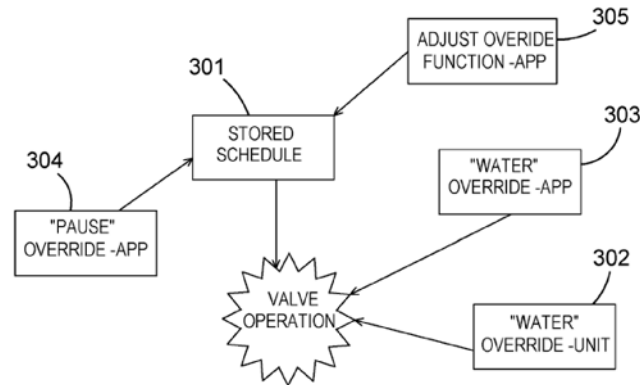 305
ADJUST OVERIDE
FUNCTION -APP
301
STORED
SCHEDULE
303
"WATER"
OVERRIDE -APP
304
"PAUSE"
OVERRIDE -APP
302
VALVE
OPERATION
"WATER"
OVERRIDE -UNIT